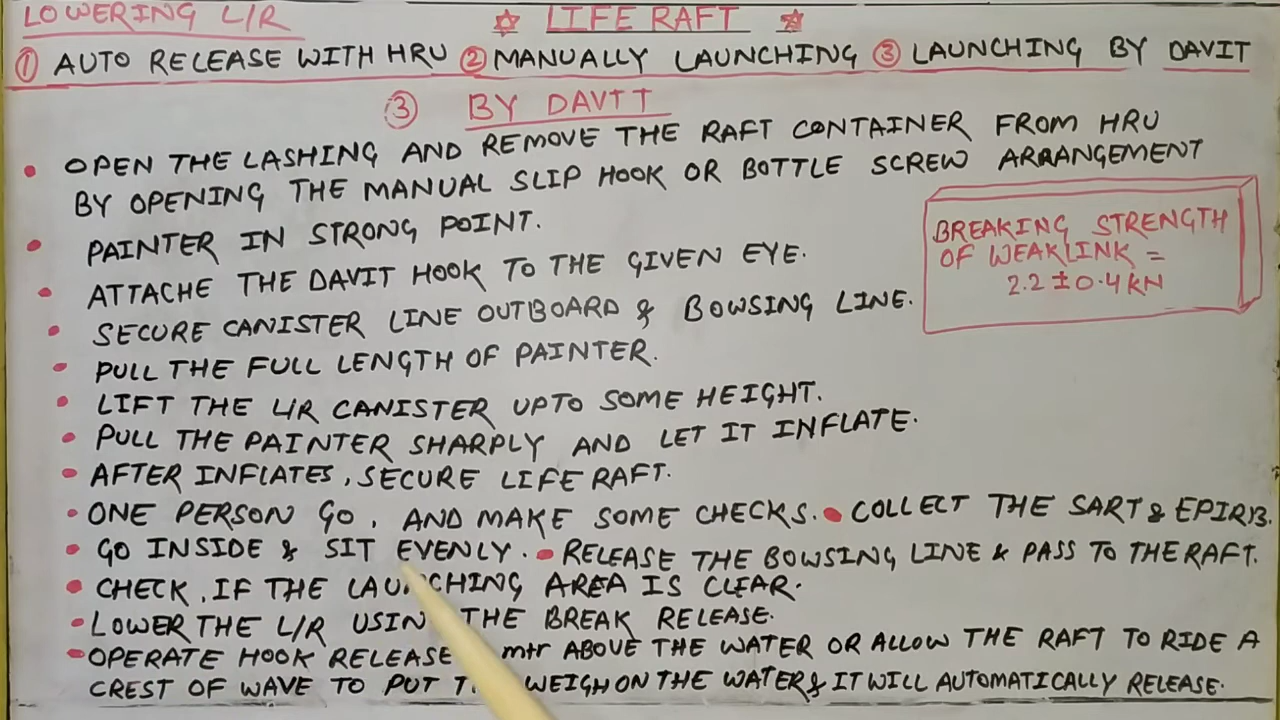 LOWERING L/R
LIFE RAFT
① AUTO RELEASE WITH HRU ② MANUALLY LAUNCHING ③ LAUNCHING BY DAVIT
③ BY DAVIT
• OPEN THE LASHING AND REMOVE THE RAFT CONTAINER FROM HRU
BY OPENING THE MANUAL SLIP HOOK OR BOTTLE SCREW ARRANGEMENT
• PAINTER IN STRONG POINT.
• ATTACHE THE DAVIT HOOK TO THE GIVEN EYE.
• SECURE CANISTER LINE OUTBOARD & BOWSING LINE.
BREAKING STRENGTH
OF WEAKLINK =
2.2 ± 0.4 KN
• PULL THE FULL LENGTH OF PAINTER.
• LIFT THE L/R CANISTER UPTO SOME HEIGHT.
• PULL THE PAINTER SHARPLY AND LET IT INFLATE.
• AFTER INFLATES, SECURE LIFE RAFT.
• ONE PERSON GO, AND MAKE SOME CHECKS. • COLLECT THE SART & EPIRB.
• GO INSIDE & SIT EVENLY. • RELEASE THE BOWSING LINE & PASS TO THE RAFT.
• CHECK, IF THE LAUNCHING AREA IS CLEAR.
• LOWER THE L/R USIN THE BREAK RELEASE.
• OPERATE HOOK RELEASE mtr ABOVE THE WATER OR ALLOW THE RAFT TO RIDE A
CREST OF WAVE TO PUT WEIGH ON THE WATER & IT WILL AUTOMATICALLY RELEASE.